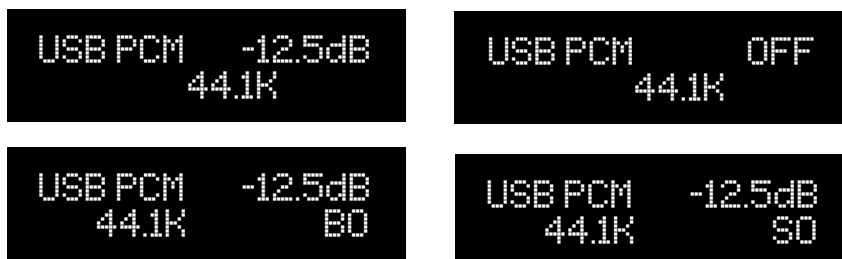 USB PCM -12.5dB
44.1K
USB PCM OFF
44.1K
USB PCM -12.5dB
44.1K BO
USB PCM -12.5dB
44.1K SO